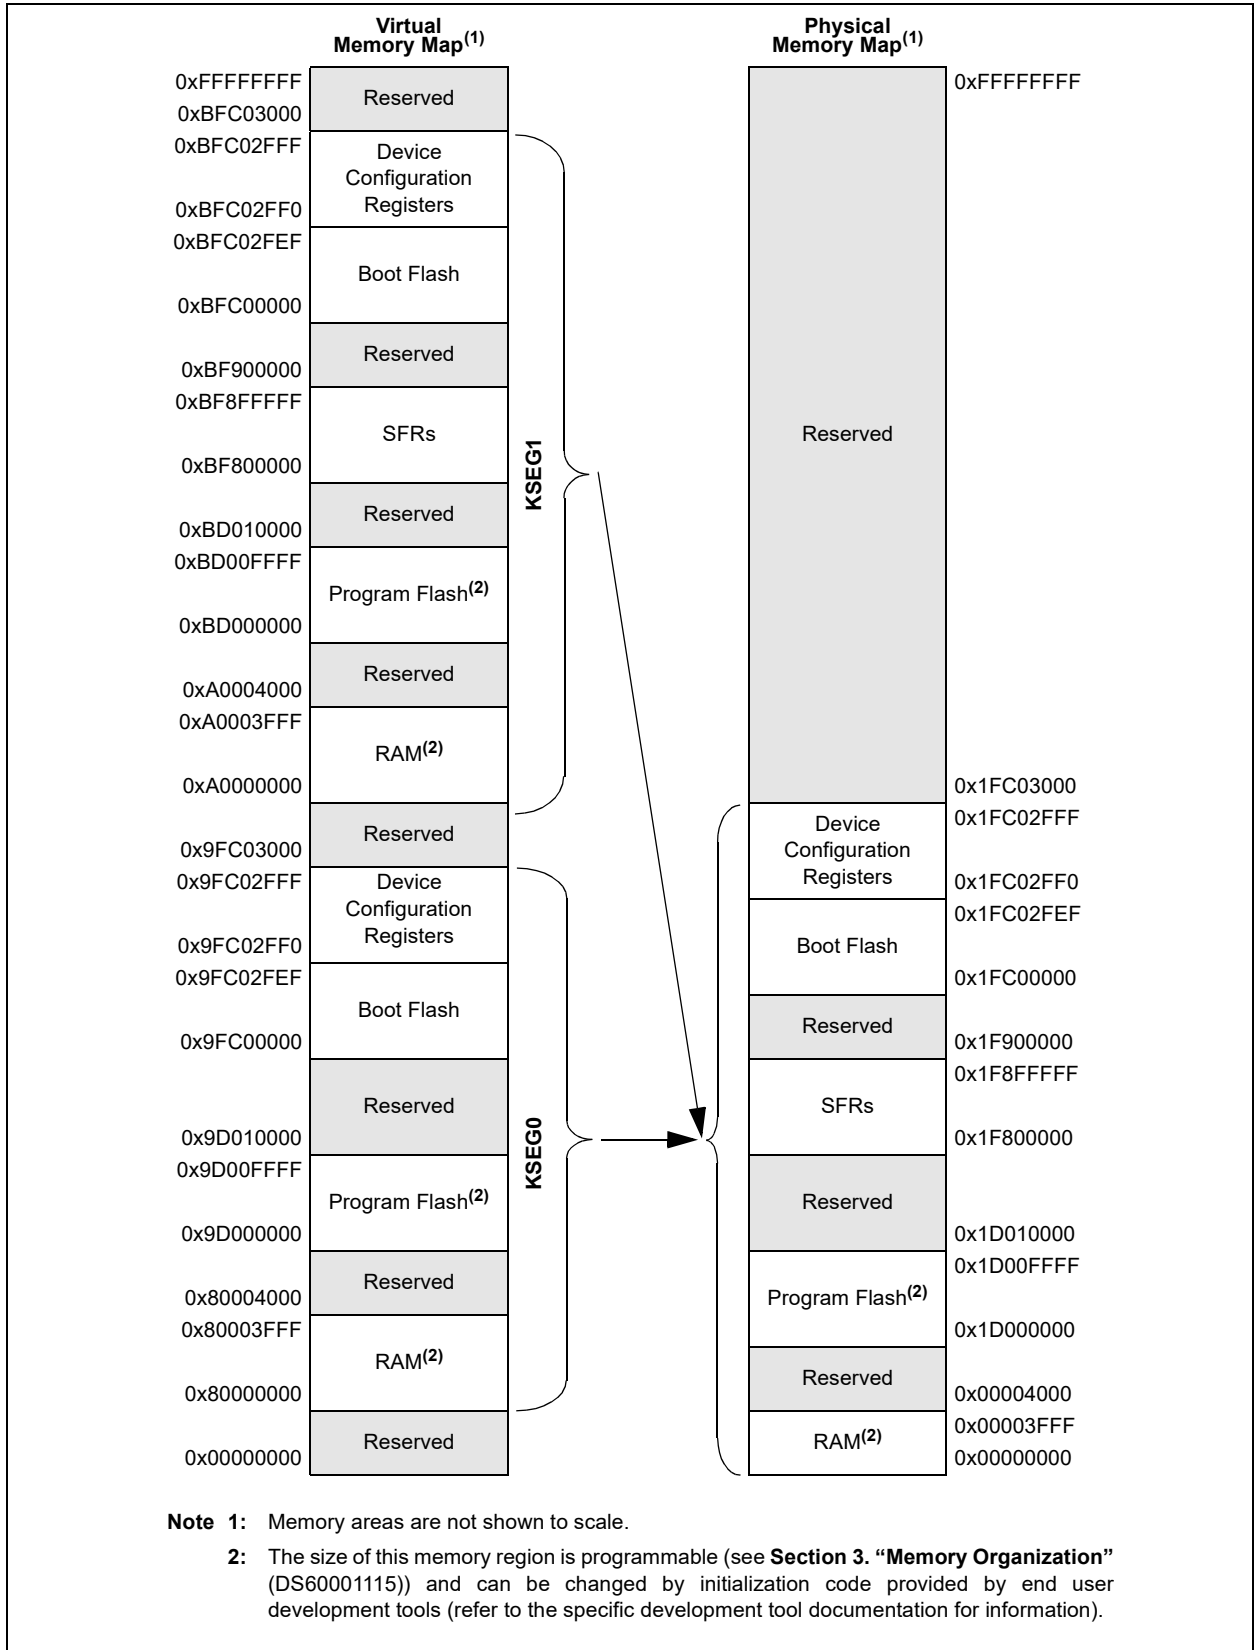 Virtual
Memory Map(1)
0xFFFFFFFF
Reserved
0xBFC03000
0xBFC02FFF
Device
Configuration
Registers
0xBFC02FF0
0xBFC02FEF
Boot Flash
0xBFC00000
Reserved
0xBF900000
0xBF8FFFFF
SFRs
0xBF800000
Reserved
0xBD010000
0xBD00FFFF
Program Flash(2)
0xBD000000
Reserved
0xA0004000
0xA0003FFF
RAM(2)
0xA0000000
KSEG1
Reserved
0x9FC03000
0x9FC02FFF
Device
Configuration
Registers
0x9FC02FF0
0x9FC02FEF
Boot Flash
0x9FC00000
Reserved
0x9D010000
0x9D00FFFF
Program Flash(2)
0x9D000000
Reserved
0x80004000
0x80003FFF
RAM(2)
0x80000000
KSEG0
Reserved
0x00000000
Physical
Memory Map(1)
0xFFFFFFFF
Reserved
0x1FC03000
0x1FC02FFF
Device
Configuration
Registers
0x1FC02FF0
0x1FC02FEF
Boot Flash
0x1FC00000
Reserved
0x1F900000
0x1F8FFFFF
SFRs
0x1F800000
Reserved
0x1D010000
0x1D00FFFF
Program Flash(2)
0x1D000000
Reserved
0x00004000
0x00003FFF
RAM(2)
0x00000000
Note 1: Memory areas are not shown to scale.
2: The size of this memory region is programmable (see Section 3. “Memory Organization”
(DS60001115)) and can be changed by initialization code provided by end user
development tools (refer to the specific development tool documentation for information).